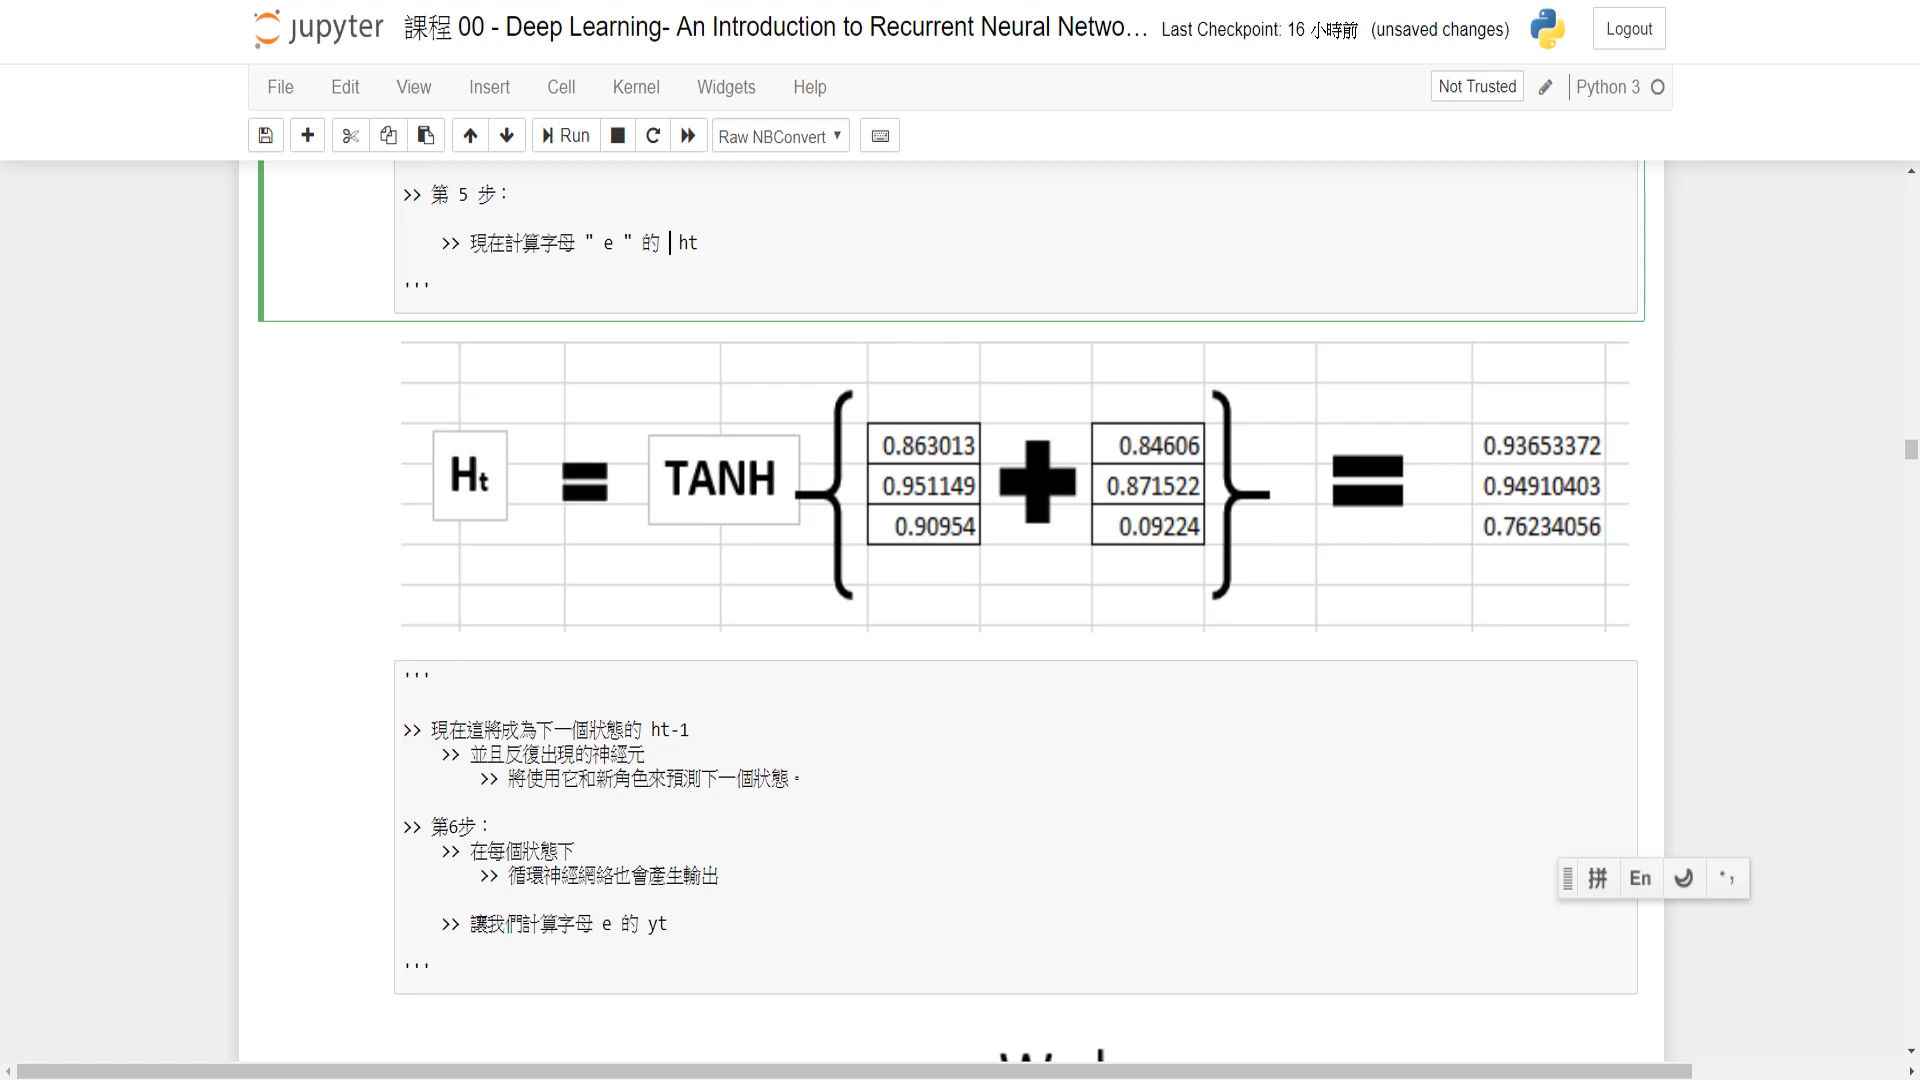 jupyter 課程 00 - Deep Learning- An Introduction to Recurrent Neural Netwo... Last Checkpoint: 16 小時前 (unsaved changes) Logout
File Edit View Insert Cell Kernel Widgets Help Not Trusted Python 3
Run Raw NBConvert
>> 第 5 步：
>> 現在計算字母 " e " 的 ht
'''
Ht = TANH { 0.863013 + 0.84606 } = 0.93653372
0.951149 0.871522 0.94910403
0.90954 0.09224 0.76234056
'''
>> 現在這將成為下一個狀態的 ht-1
>> 並且反復出現的神經元
>> 將使用它和新角色來預測下一個狀態。
>> 第6步：
>> 在每個狀態下
>> 循環神經網絡也會產生輸出
>> 讓我們計算字母 e 的 yt
'''
拼 En